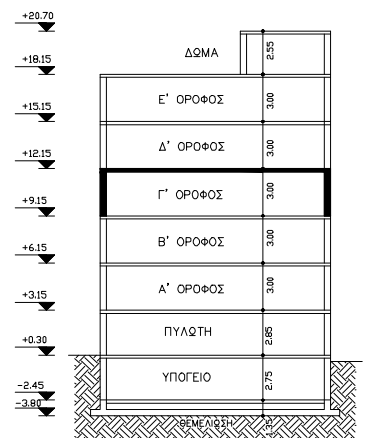 +20.70
ΔΩΜΑ
2.55
+18.15
Ε' ΟΡΟΦΟΣ
3.00
+15.15
Δ' ΟΡΟΦΟΣ
3.00
+12.15
Γ' ΟΡΟΦΟΣ
3.00
+9.15
Β' ΟΡΟΦΟΣ
3.00
+6.15
Α' ΟΡΟΦΟΣ
3.00
+3.15
ΠΥΛΩΤΗ
2.85
+0.30
ΥΠΟΓΕΙΟ
2.75
-2.45
-3.80
ΘΕΜΕΛΙΩΣΗ
1.35